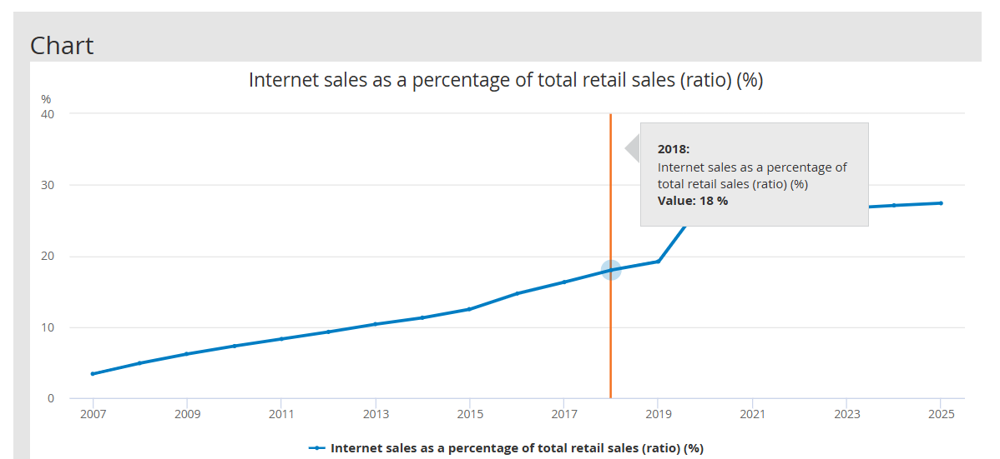 Chart
Internet sales as a percentage of total retail sales (ratio) (%)
%
40
30
20
10
0
2018:
Internet sales as a percentage of
total retail sales (ratio) (%)
Value: 18 %
2007 2009 2011 2013 2015 2017 2019 2021 2023 2025
Internet sales as a percentage of total retail sales (ratio) (%)